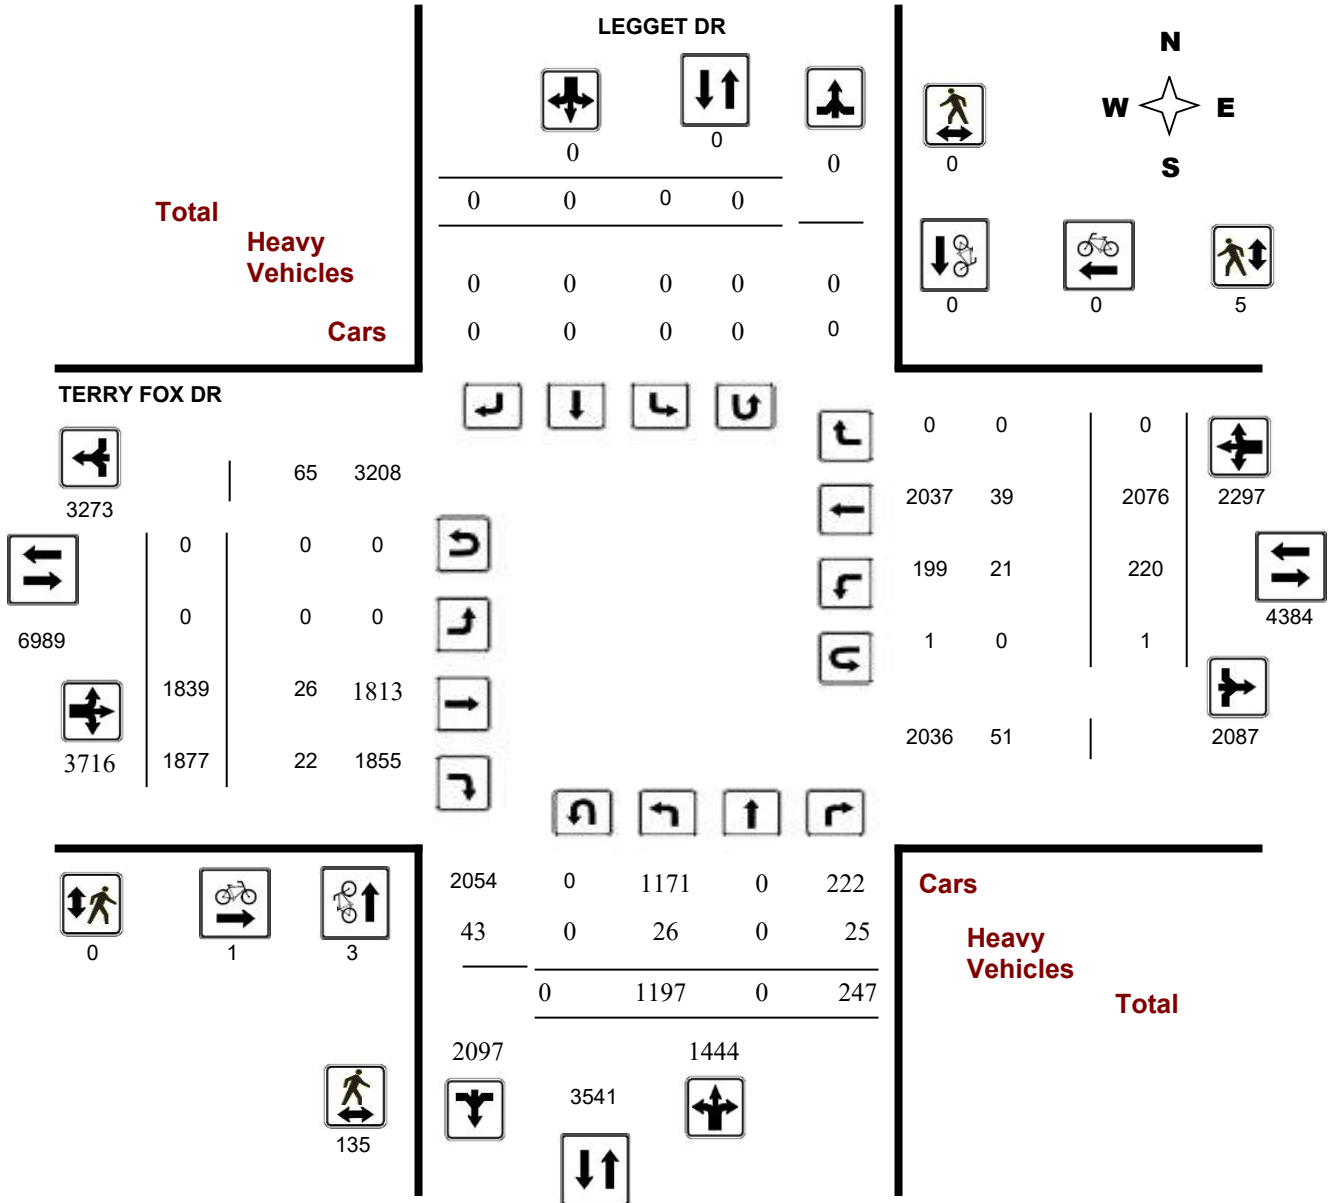 LEGGET DR
N
W E
S
0 0 0 0
Total 0 0 0 0
Heavy
Vehicles 0 0 0 0 0
0 0 5
Cars 0 0 0 0 0
TERRY FOX DR
0 0 0
65 3208
3273
2037 39 2076 2297
0 0 0
199 21 220
4384
0 0 0
6989
1 0 1
1839 26 1813
2036 51 2087
3716 1877 22 1855
2054 0 1171 0 222 Cars
43 0 26 0 25 Heavy
Vehicles
0 1 3
0 1197 0 247 Total
2097 1444
3541
135